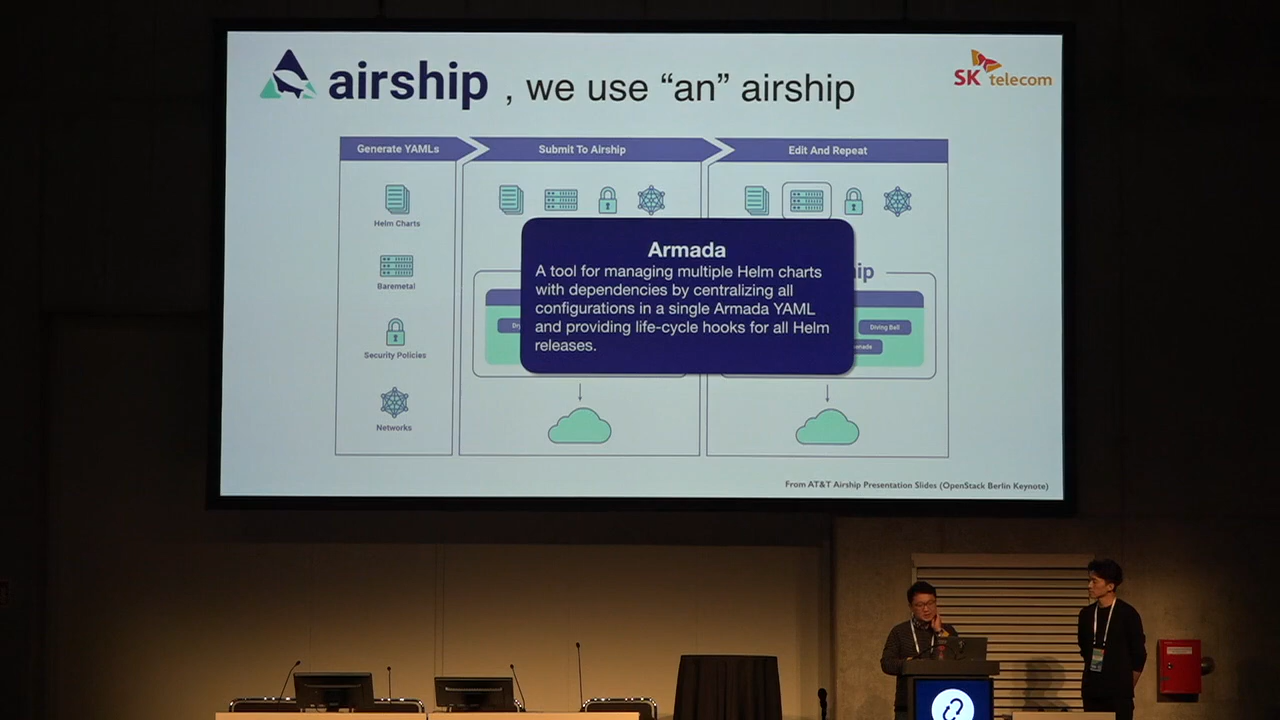 airship , we use “an” airship
SK telecom
Generate YAMLs
Submit To Airship
Edit And Repeat
Helm Charts
Baremetal
Security Policies
Networks
Armada
A tool for managing multiple Helm charts
with dependencies by centralizing all
configurations in a single Armada YAML
and providing life-cycle hooks for all Helm
releases.
Diving Bell
From AT&T Airship Presentation Slides (OpenStack Berlin Keynote)